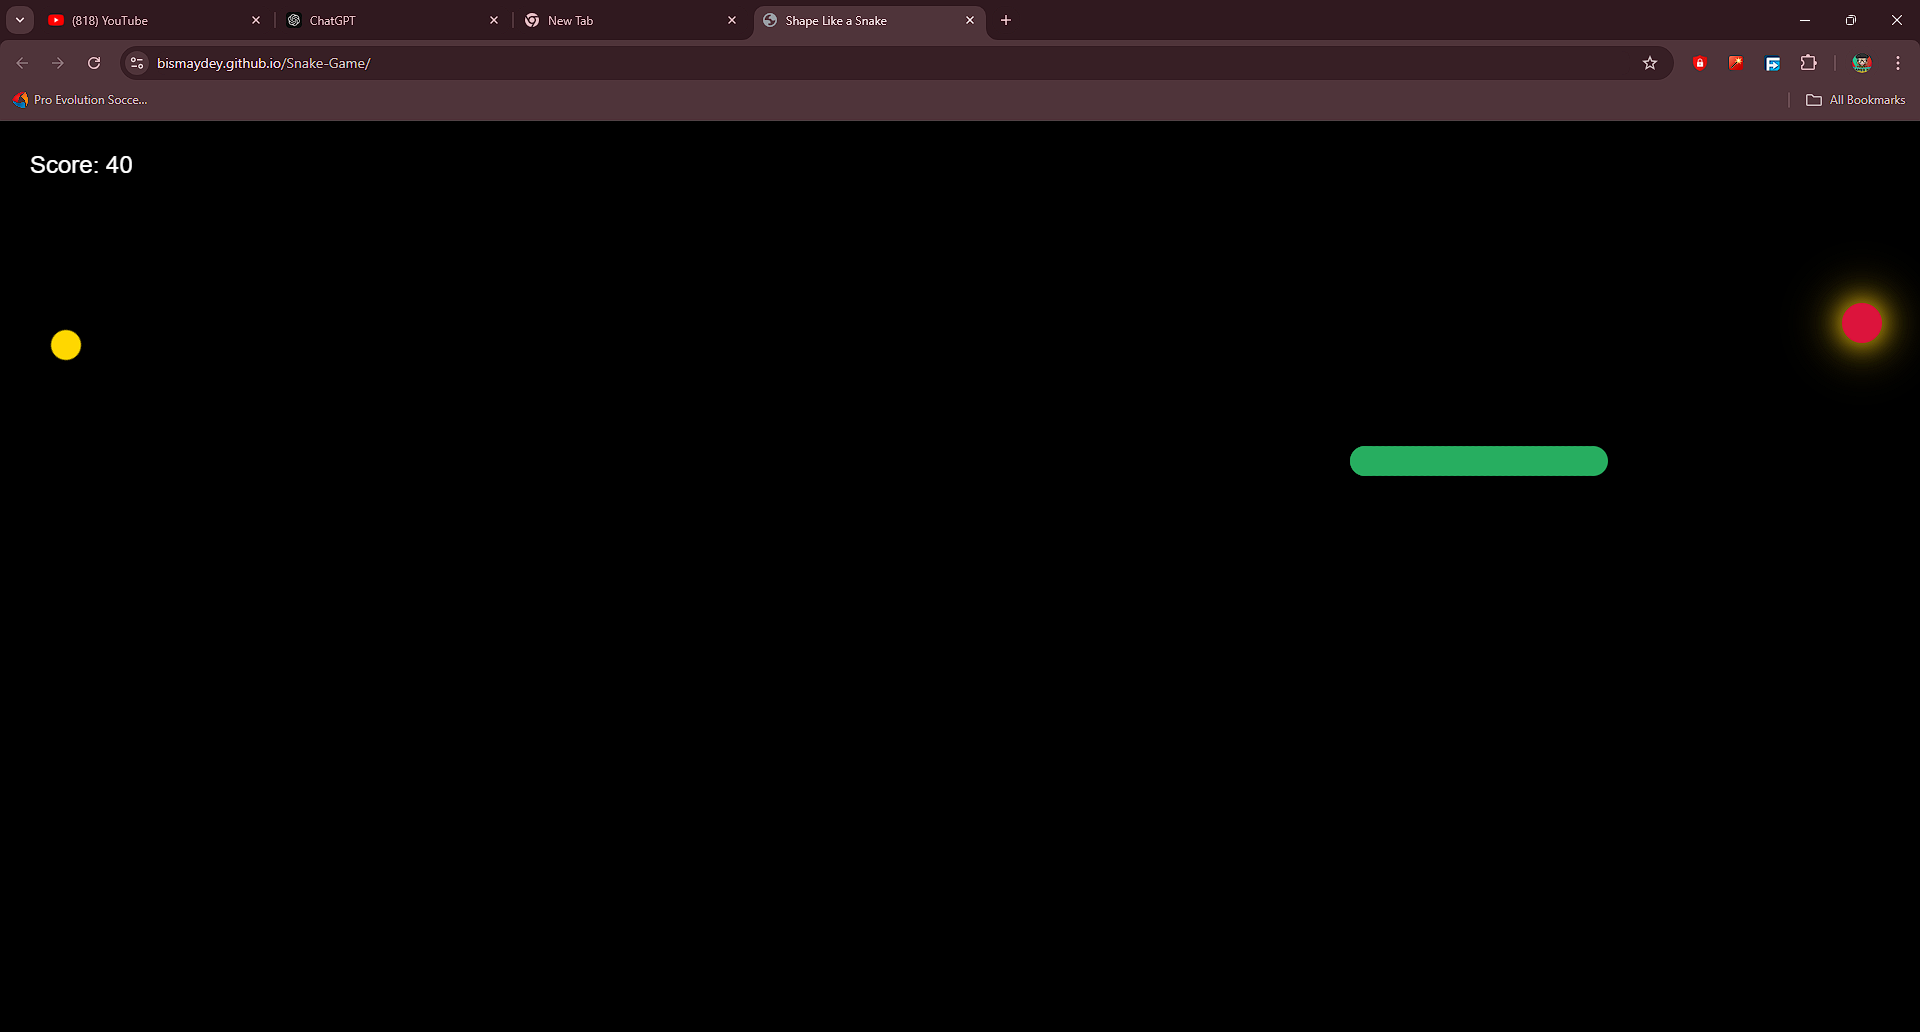 (818) YouTube
ChatGPT
New Tab
Shape Like a Snake
bismaydey.github.io/Snake-Game/
Pro Evolution Socce...
All Bookmarks
Score: 40